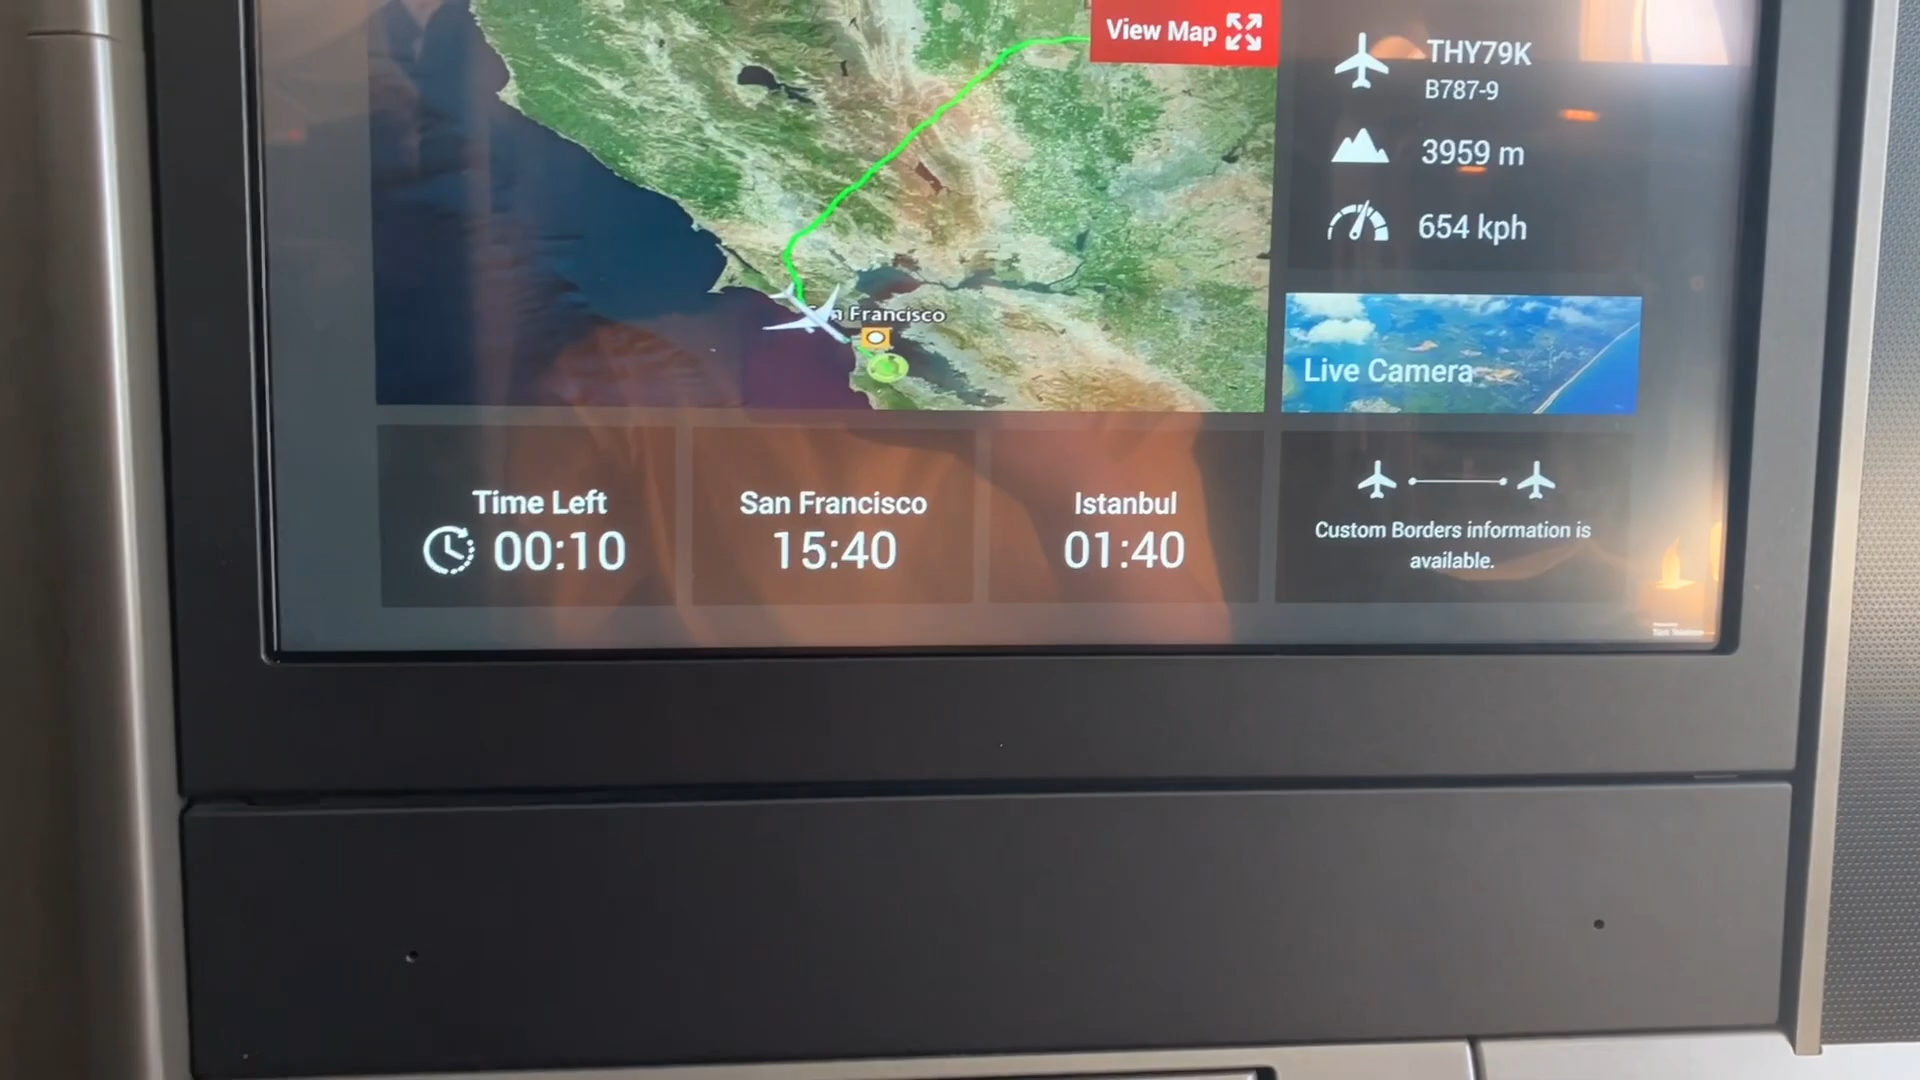 View Map
THY79K
B787-9
3959 m
654 kph
Francisco
Live Camera
Time Left
00:10
San Francisco
15:40
Istanbul
01:40
Custom Borders information is
available.